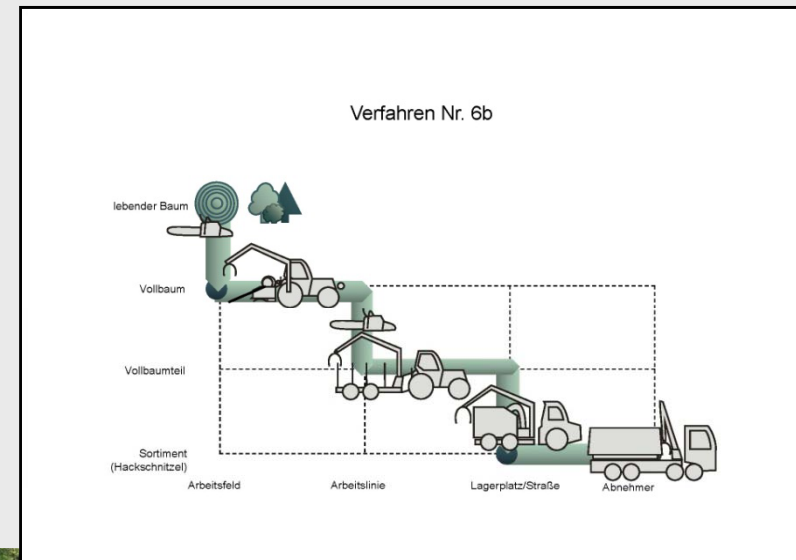 Verfahren Nr. 6b
lebender Baum
Vollbaum
Vollbaumteil
Sortiment
(Hackschnitzel)
Arbeitsfeld
Arbeitslinie
Lagerplatz/Straße
Abnehmer